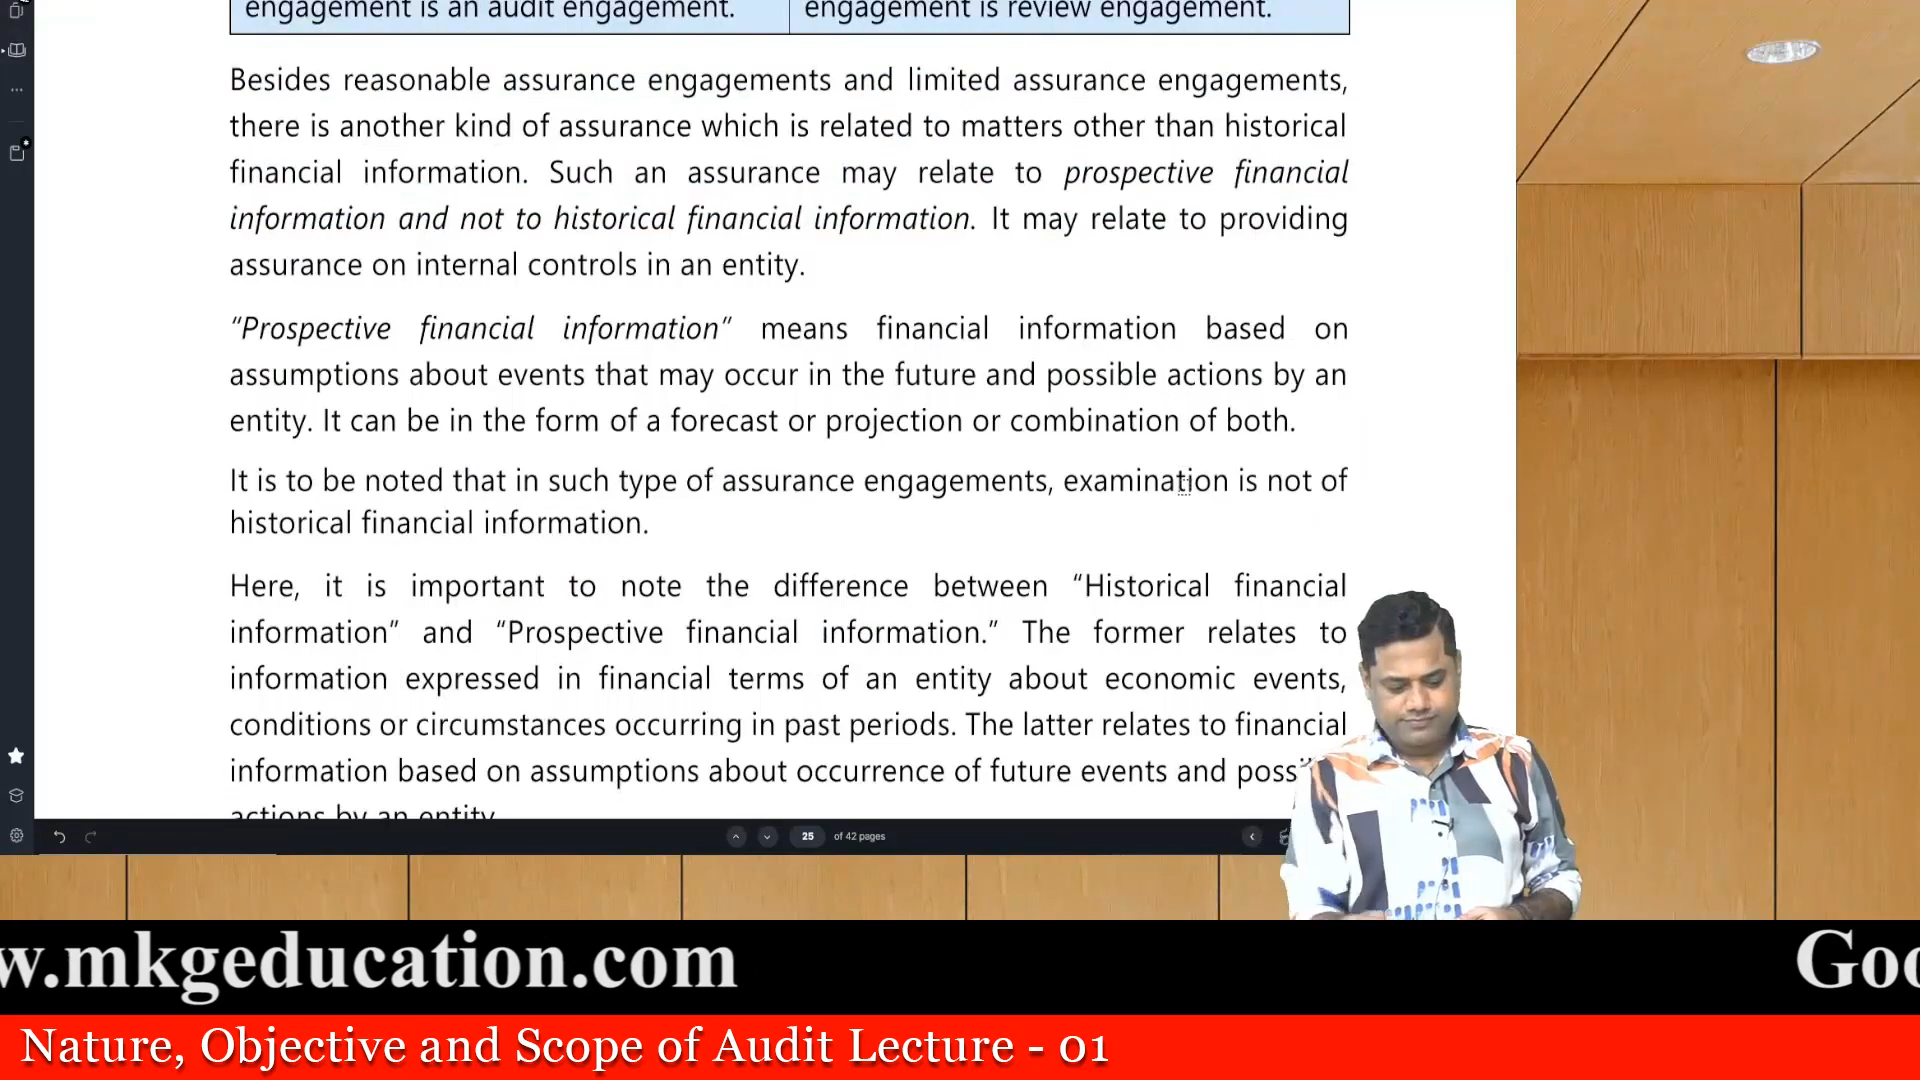 engagement is an audit engagement.
engagement is review engagement.
Besides reasonable assurance engagements and limited assurance engagements,
there is another kind of assurance which is related to matters other than historical
financial information. Such an assurance may relate to prospective financial
information and not to historical financial information. It may relate to providing
assurance on internal controls in an entity.
“Prospective financial information” means financial information based on
assumptions about events that may occur in the future and possible actions by an
entity. It can be in the form of a forecast or projection or combination of both.
It is to be noted that in such type of assurance engagements, examination is not of
historical financial information.
Here, it is important to note the difference between “Historical financial
information” and “Prospective financial information.” The former relates to
information expressed in financial terms of an entity about economic events,
conditions or circumstances occurring in past periods. The latter relates to financial
information based on assumptions about occurrence of future events and
actions by an entity
25 of 42 pages
w.mkgeducation.com
Goo
Nature, Objective and Scope of Audit Lecture - 01